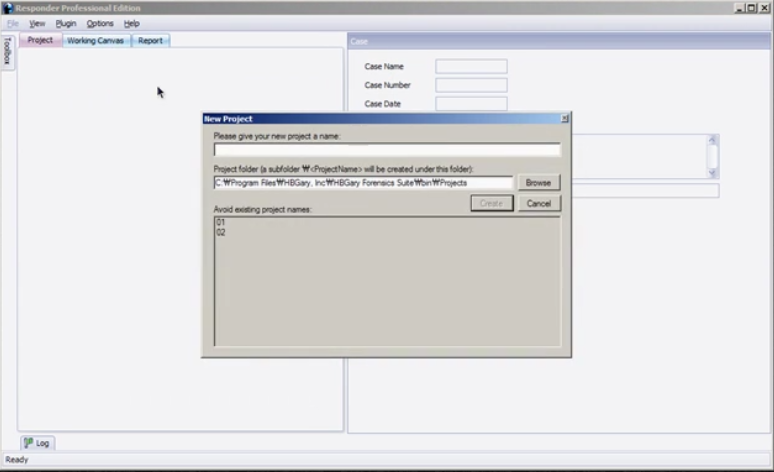 Responder Professional Edition
File View Plugin Options Help
Toolbox
Project Working Canvas Report
Case
Case Name
Case Number
Case Date
New Project
Please give your new project a name:
Project folder (a subfolder ₩<ProjectName> will be created under this folder):
C:₩Program Files₩HBGary, Inc₩HBGary Forensics Suite₩bin₩Projects
Browse
Create Cancel
Avoid existing project names:
01
02
Log
Ready